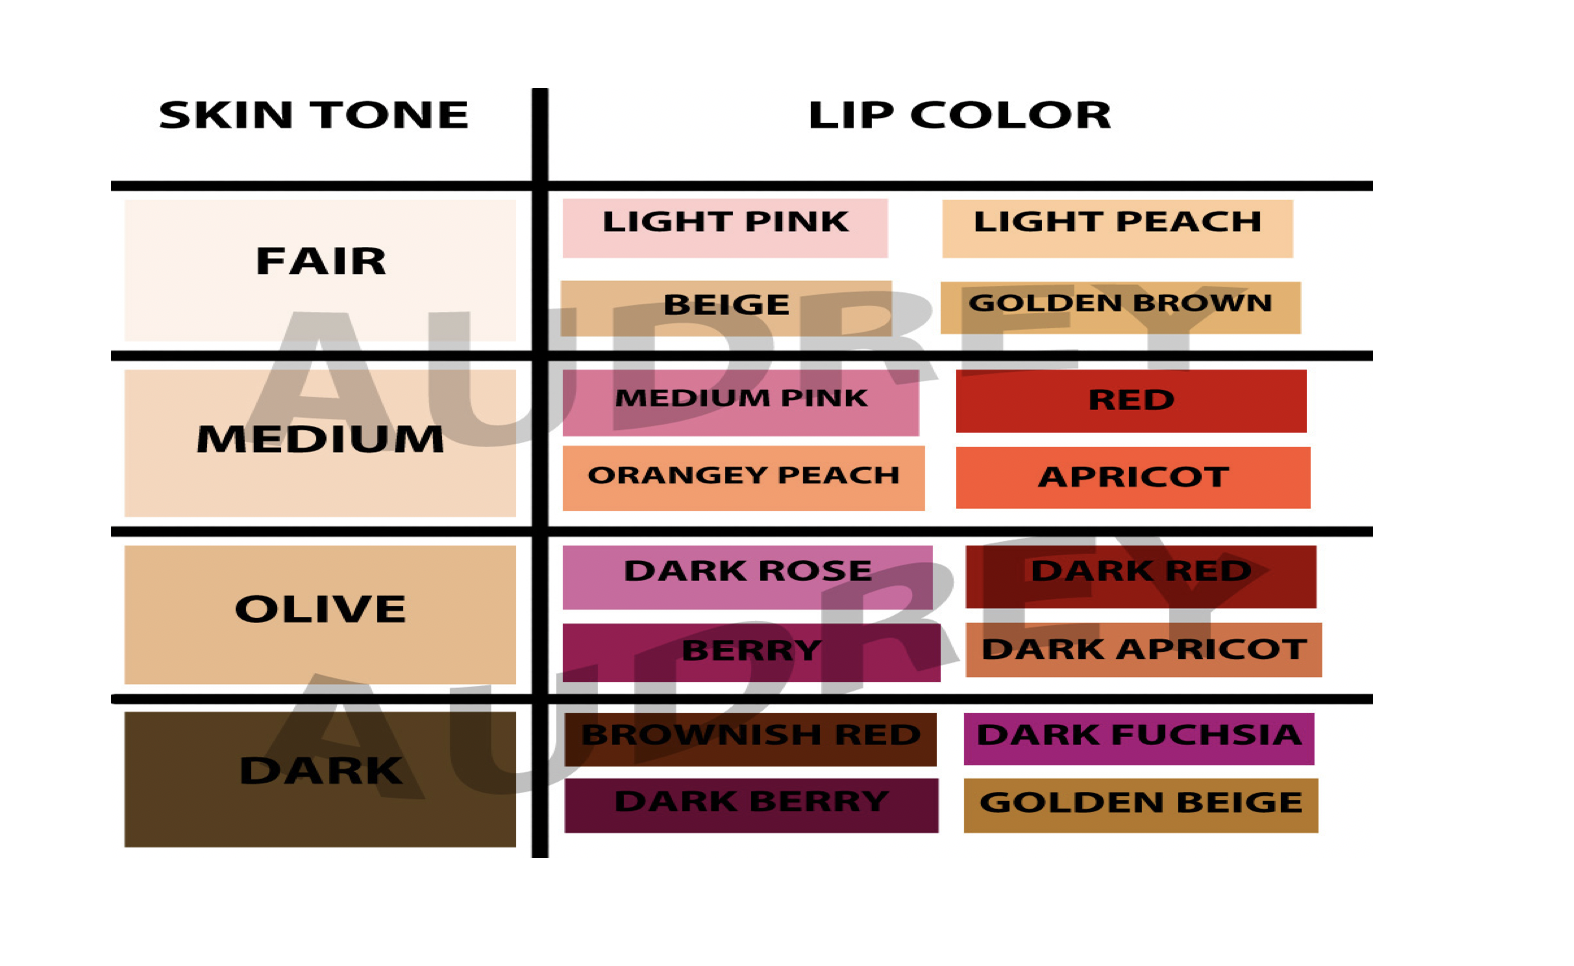 SKIN TONE LIP COLOR
FAIR
LIGHT PINK LIGHT PEACH
BEIGE GOLDEN BROWN
MEDIUM
MEDIUM PINK RED
ORANGEY PEACH APRICOT
OLIVE
DARK ROSE DARK RED
BERRY DARK APRICOT
DARK
BROWNISH RED DARK FUCHSIA
DARK BERRY GOLDEN BEIGE
AUDREY
AUDREY